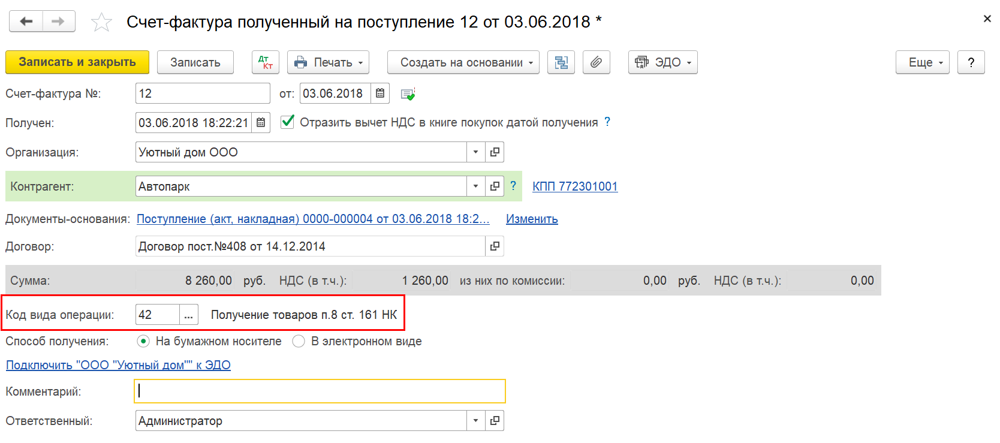 Счет-фактура полученный на поступление 12 от 03.06.2018 *
Записать и закрыть Записать Дт Кт Печать Создать на основании ЭДО Еще ?
Счет-фактура №: 12 от: 03.06.2018
Получен: 03.06.2018 18:22:21 Отразить вычет НДС в книге покупок датой получения ?
Организация: Уютный дом ООО
Контрагент: Автопарк ? КПП 772301001
Документы-основания: Поступление (акт, накладная) 0000-000004 от 03.06.2018 18:2... Изменить
Договор: Договор пост.№408 от 14.12.2014
Сумма: 8 260,00 руб. НДС (в т.ч.): 1 260,00 из них по комиссии: 0,00 руб. НДС (в т.ч.): 0,00
Код вида операции: 42 ... Получение товаров п.8 ст. 161 НК
Способ получения: На бумажном носителе В электронном виде
Подключить "ООО "Уютный дом"" к ЭДО
Комментарий:
Ответственный: Администратор